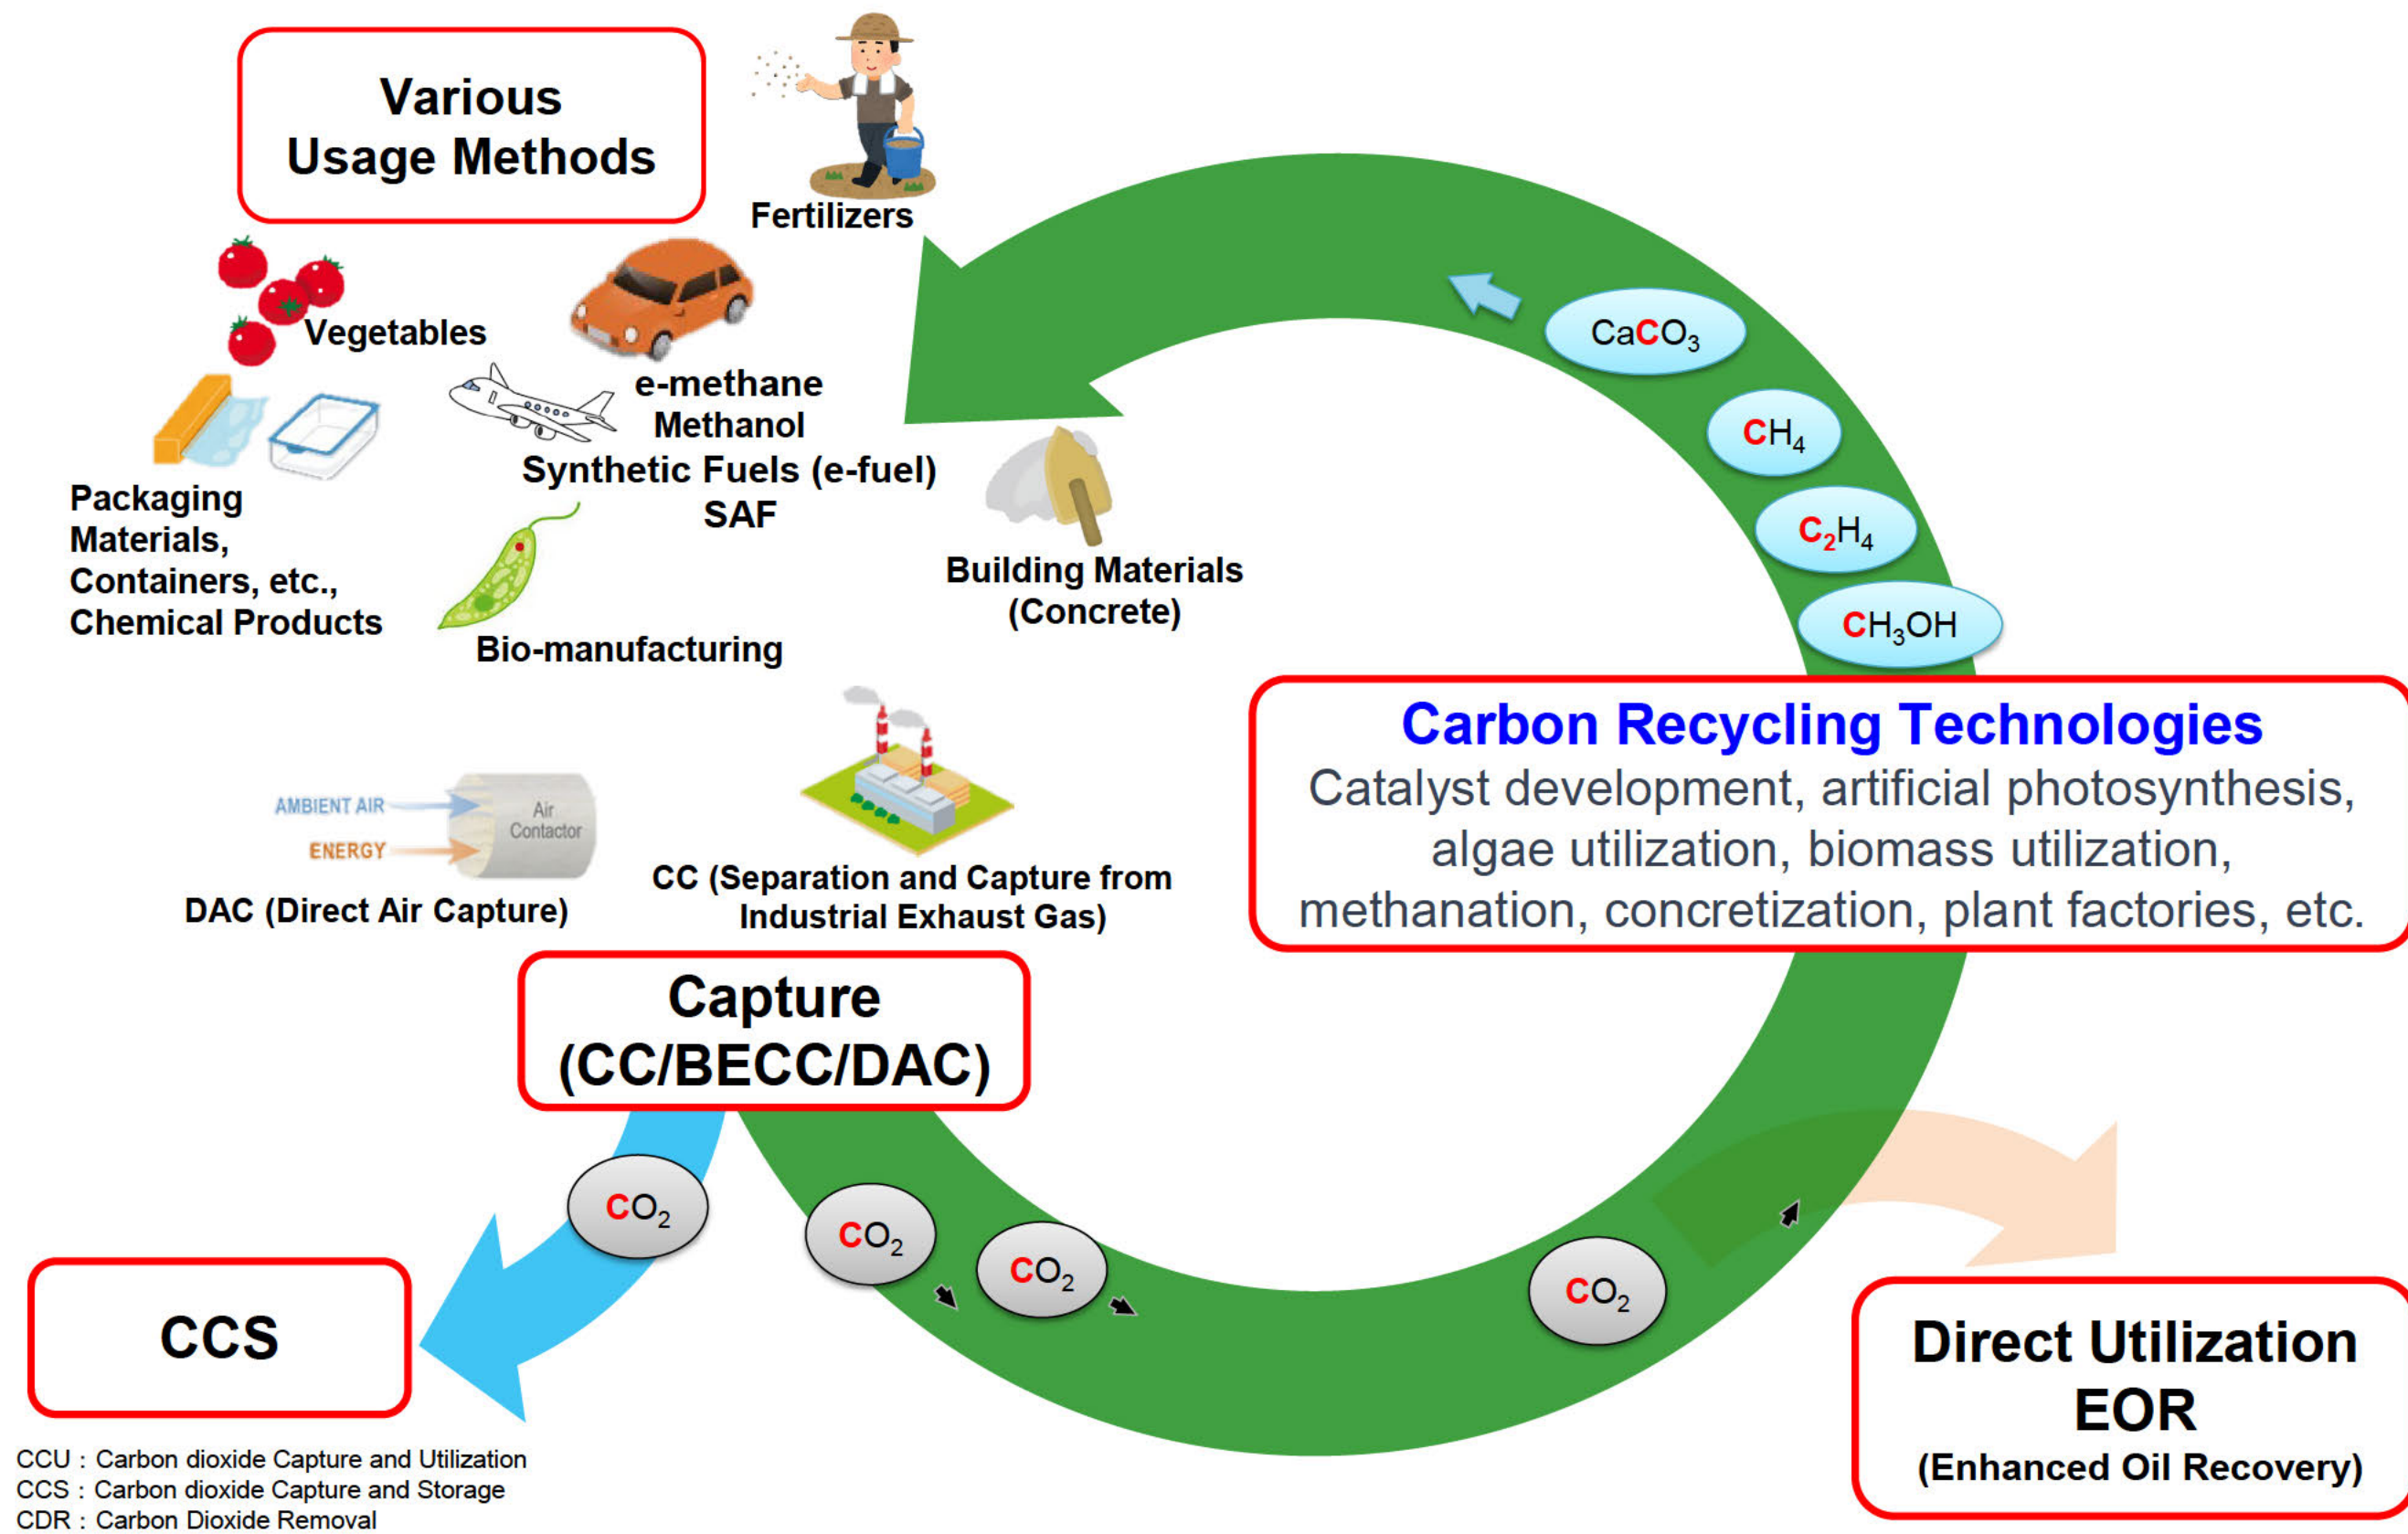 Various
Usage Methods
Fertilizers
Vegetables
e-methane
Methanol
Synthetic Fuels (e-fuel)
SAF
Packaging
Materials,
Containers, etc.,
Chemical Products
Bio-manufacturing
Building Materials
(Concrete)
CaCO₃
CH₄
C₂H₄
CH₃OH
Carbon Recycling Technologies
Catalyst development, artificial photosynthesis,
algae utilization, biomass utilization,
methanation, concretization, plant factories, etc.
AMBIENT AIR
ENERGY
Air
Contactor
DAC (Direct Air Capture)
CC (Separation and Capture from
Industrial Exhaust Gas)
Capture
(CC/BECC/DAC)
CO₂
CO₂
CO₂
CO₂
CCS
Direct Utilization
EOR
(Enhanced Oil Recovery)
CCU : Carbon dioxide Capture and Utilization
CCS : Carbon dioxide Capture and Storage
CDR : Carbon Dioxide Removal